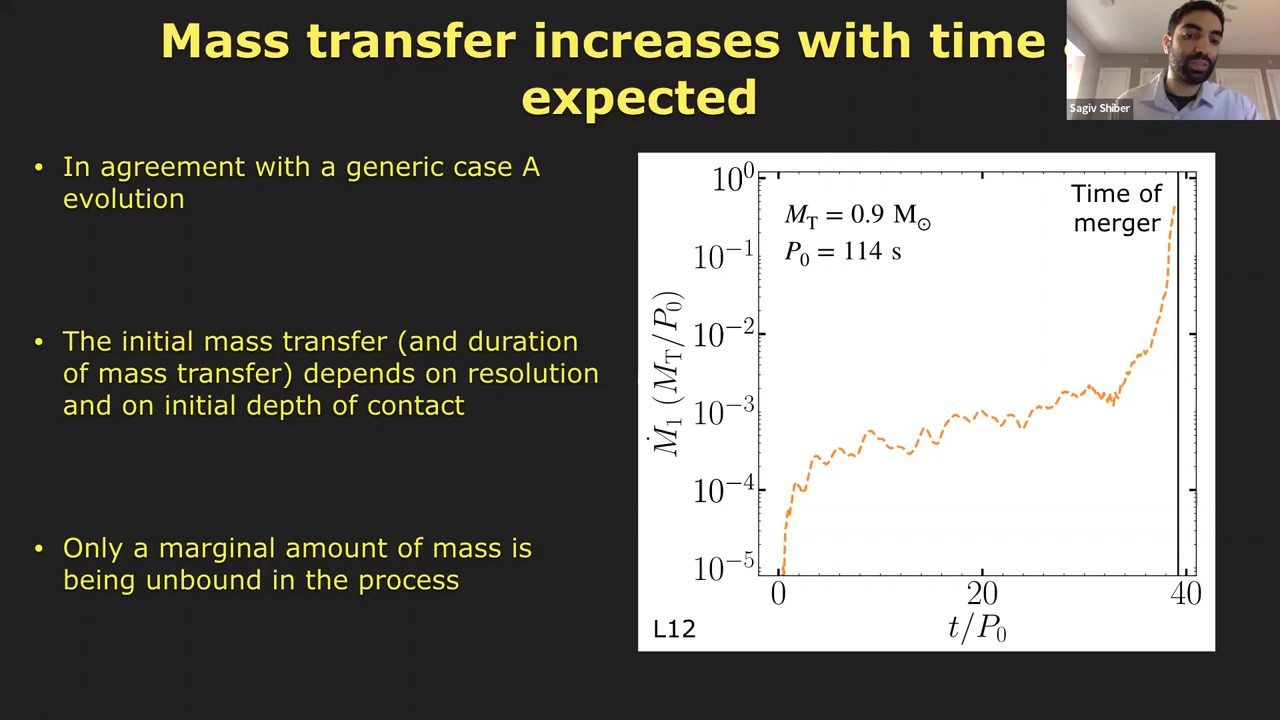 Mass transfer increases with time
expected
Sagiv Shiber
• In agreement with a generic case A
evolution
• The initial mass transfer (and duration
of mass transfer) depends on resolution
and on initial depth of contact
• Only a marginal amount of mass is
being unbound in the process
Time of
merger
M_T = 0.9 M_⊙
P_0 = 114 s
Ṁ_1 (M_T/P_0)
10^0
10^-1
10^-2
10^-3
10^-4
10^-5
0 20 40
t/P_0
L12